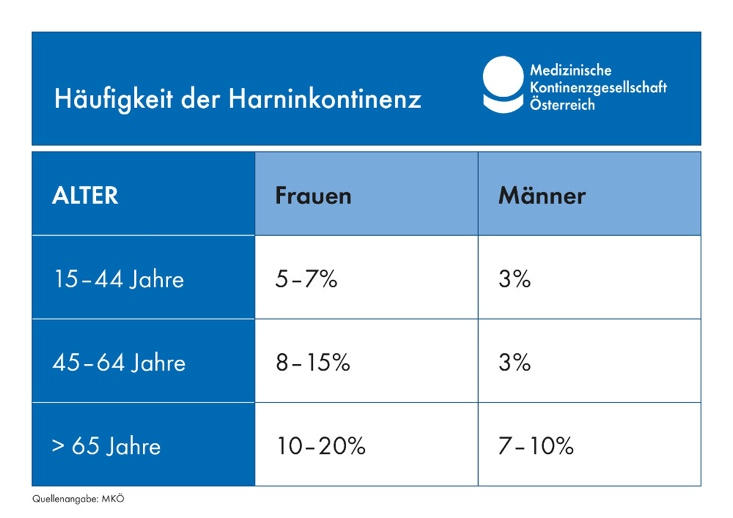 Häufigkeit der Harninkontinenz
Medizinische
Kontinenzgesellschaft
Österreich
ALTER Frauen Männer
15–44 Jahre 5–7% 3%
45–64 Jahre 8–15% 3%
> 65 Jahre 10–20% 7–10%
Quellenangabe: MKÖ